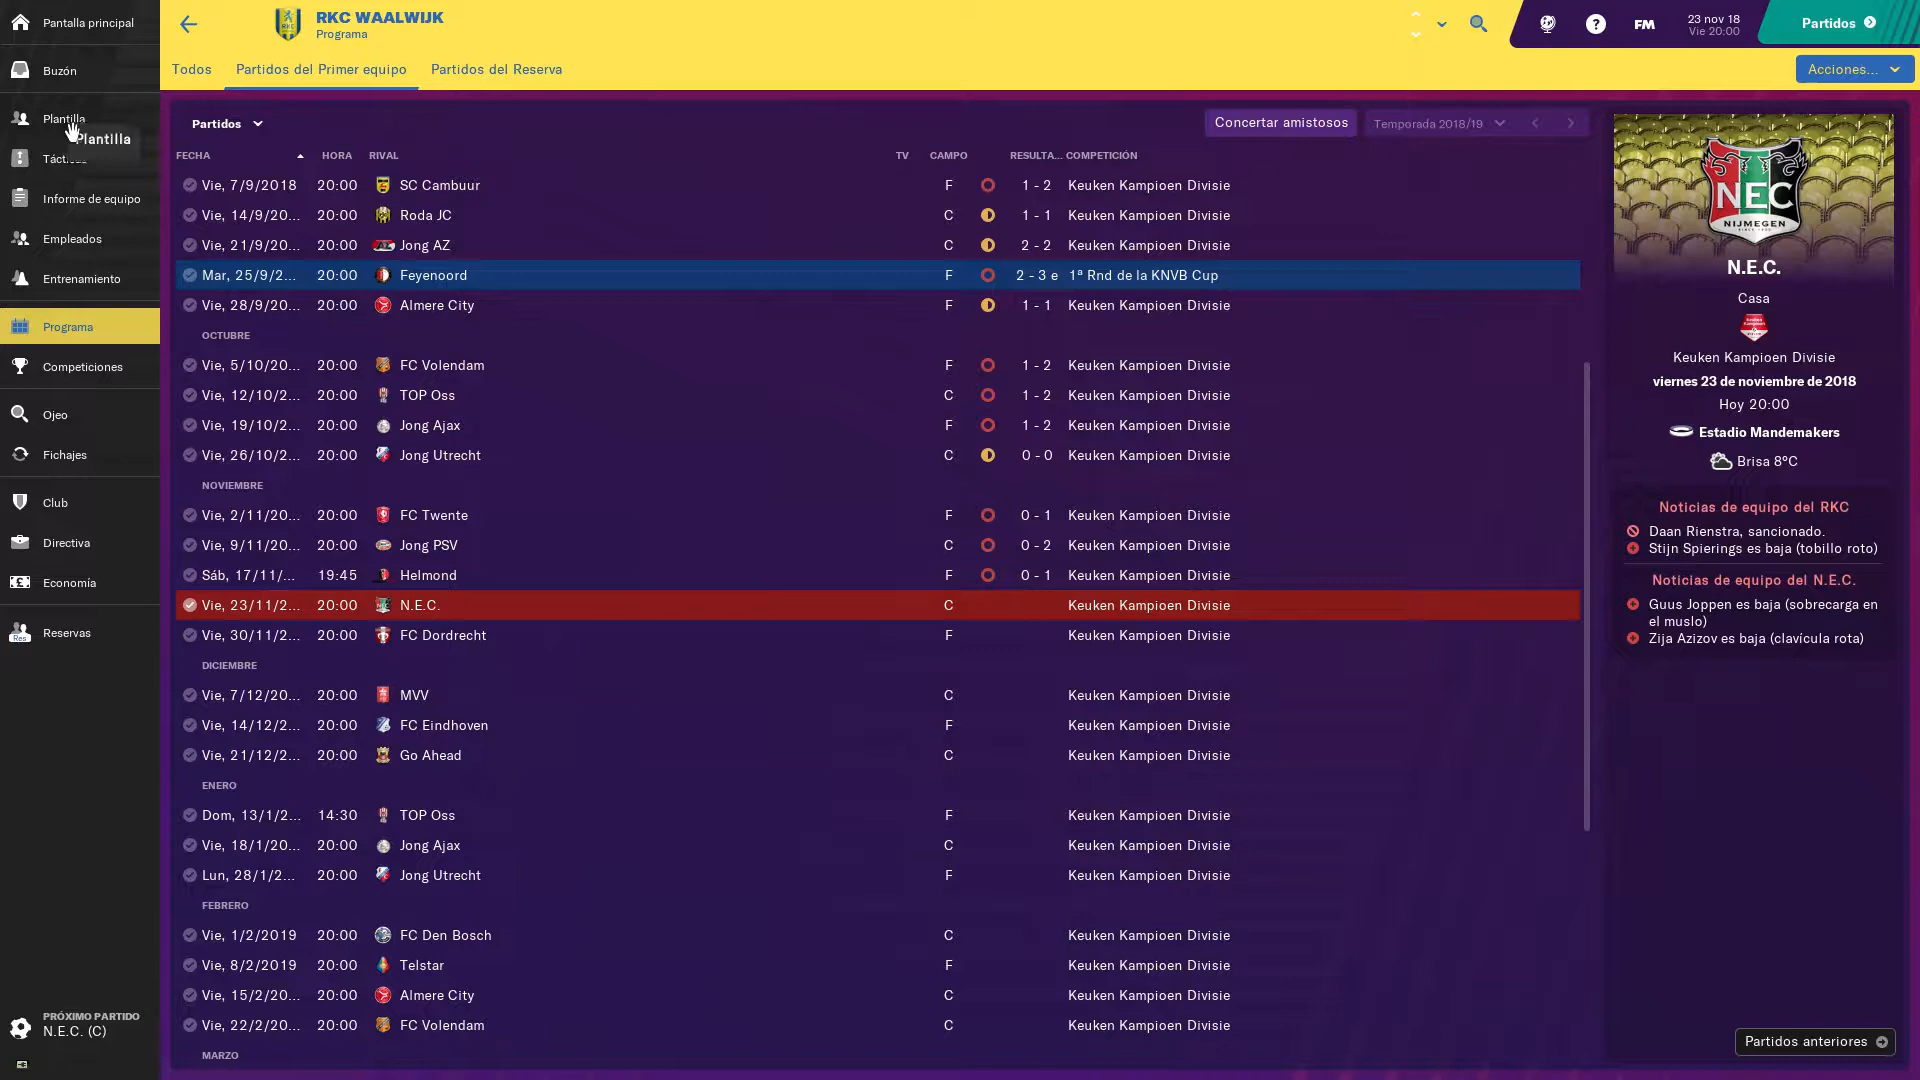 Pantalla principal
Buzón
Plantilla
Plantilla
Informe de equipo
Empleados
Entrenamiento
Programa
Competiciones
Ojeo
Fichajes
Club
Directiva
Economía
Res
Reservas
PRÓXIMO PARTIDO
N.E.C. (C)
RKC WAALWIJK
Programa
FM
23 nov 18
Vie 20:00
Partidos
Todos
Partidos del Primer equipo
Partidos del Reserva
Acciones...
Partidos
Concertar amistosos
Temporada 2018/19
FECHA HORA RIVAL TV CAMPO RESULTA... COMPETICIÓN
Vie, 7/9/2018 20:00 SC Cambuur F 1 - 2 Keuken Kampioen Divisie
Vie, 14/9/20... 20:00 Roda JC C 1 - 1 Keuken Kampioen Divisie
Vie, 21/9/20... 20:00 Jong AZ C 2 - 2 Keuken Kampioen Divisie
Mar, 25/9/2... 20:00 Feyenoord F 2 - 3 e 1ª Rnd de la KNVB Cup
Vie, 28/9/20... 20:00 Almere City F 1 - 1 Keuken Kampioen Divisie
OCTUBRE
Vie, 5/10/20... 20:00 FC Volendam F 1 - 2 Keuken Kampioen Divisie
Vie, 12/10/2... 20:00 TOP Oss C 1 - 2 Keuken Kampioen Divisie
Vie, 19/10/2... 20:00 Jong Ajax F 1 - 2 Keuken Kampioen Divisie
Vie, 26/10/2... 20:00 Jong Utrecht C 0 - 0 Keuken Kampioen Divisie
NOVIEMBRE
Vie, 2/11/20... 20:00 FC Twente F 0 - 1 Keuken Kampioen Divisie
Vie, 9/11/20... 20:00 Jong PSV C 0 - 2 Keuken Kampioen Divisie
Sáb, 17/11/... 19:45 Helmond F 0 - 1 Keuken Kampioen Divisie
Vie, 23/11/2... 20:00 N.E.C. C Keuken Kampioen Divisie
Vie, 30/11/2... 20:00 FC Dordrecht F Keuken Kampioen Divisie
DICIEMBRE
Vie, 7/12/20... 20:00 MVV C Keuken Kampioen Divisie
Vie, 14/12/2... 20:00 FC Eindhoven F Keuken Kampioen Divisie
Vie, 21/12/2... 20:00 Go Ahead C Keuken Kampioen Divisie
ENERO
Dom, 13/1/2... 14:30 TOP Oss F Keuken Kampioen Divisie
Vie, 18/1/20... 20:00 Jong Ajax C Keuken Kampioen Divisie
Lun, 28/1/2... 20:00 Jong Utrecht F Keuken Kampioen Divisie
FEBRERO
Vie, 1/2/2019 20:00 FC Den Bosch C Keuken Kampioen Divisie
Vie, 8/2/2019 20:00 Telstar F Keuken Kampioen Divisie
Vie, 15/2/20... 20:00 Almere City C Keuken Kampioen Divisie
Vie, 22/2/20... 20:00 FC Volendam C Keuken Kampioen Divisie
MARZO
NEC
NIJMEGEN
N.E.C.
Casa
Keuken Kampioen Divisie
viernes 23 de noviembre de 2018
Hoy 20:00
Estadio Mandemakers
Brisa 8°C
Noticias de equipo del RKC
Daan Rienstra, sancionado.
Stijn Spierings es baja (tobillo roto)
Noticias de equipo del N.E.C.
Guus Joppen es baja (sobrecarga en
el muslo)
Zija Azizov es baja (clavícula rota)
Partidos anteriores